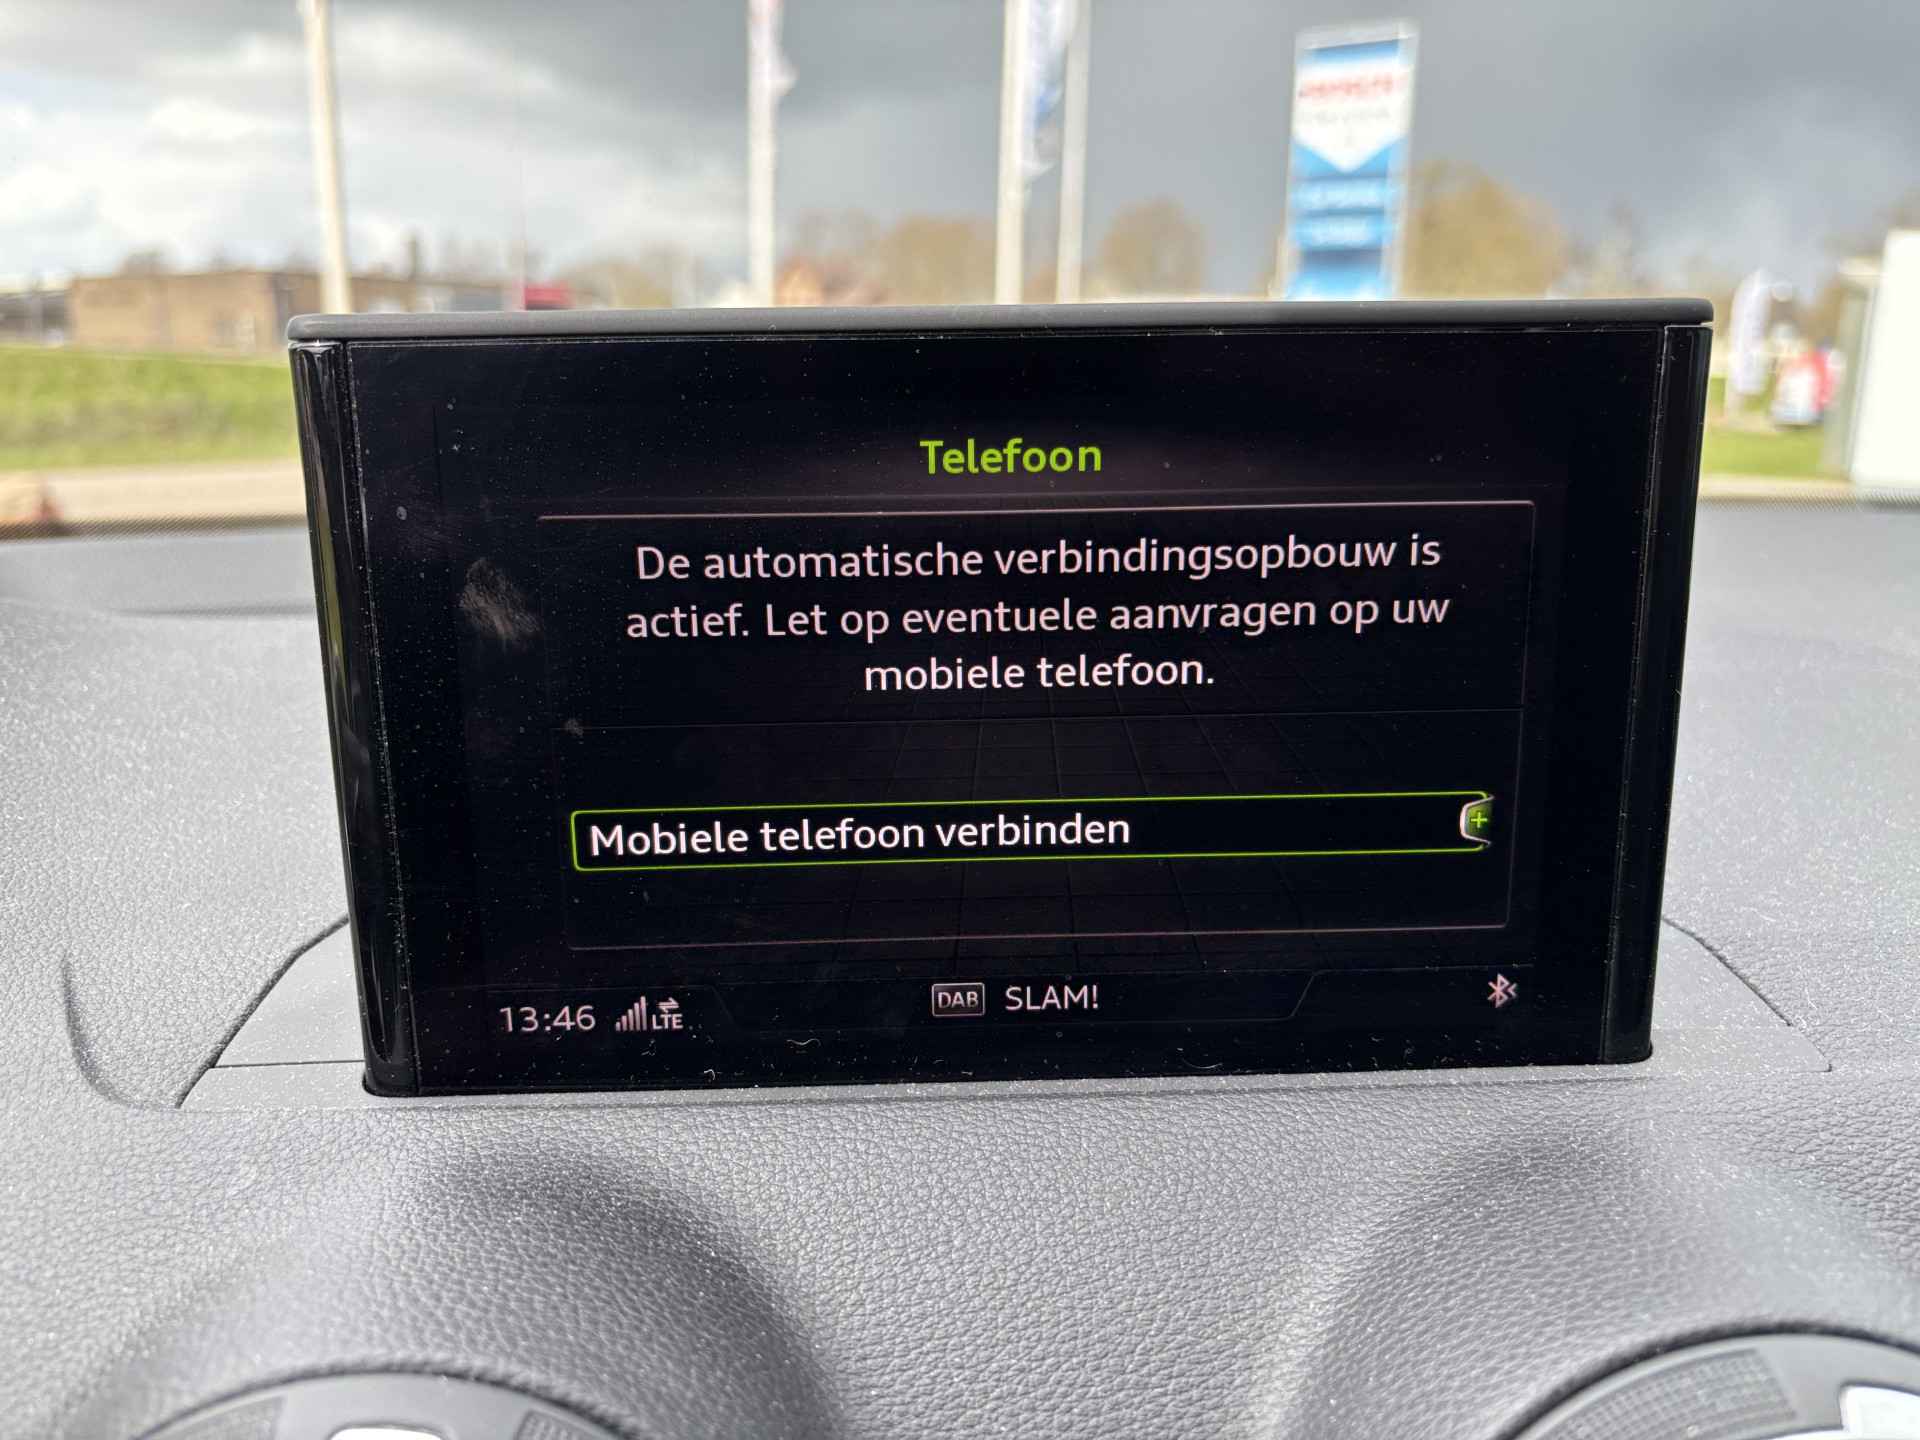 Telefoon
De automatische verbindingsopbouw is
actief. Let op eventuele aanvragen op uw
mobiele telefoon.
Mobiele telefoon verbinden
13:46 LTE
DAB SLAM!